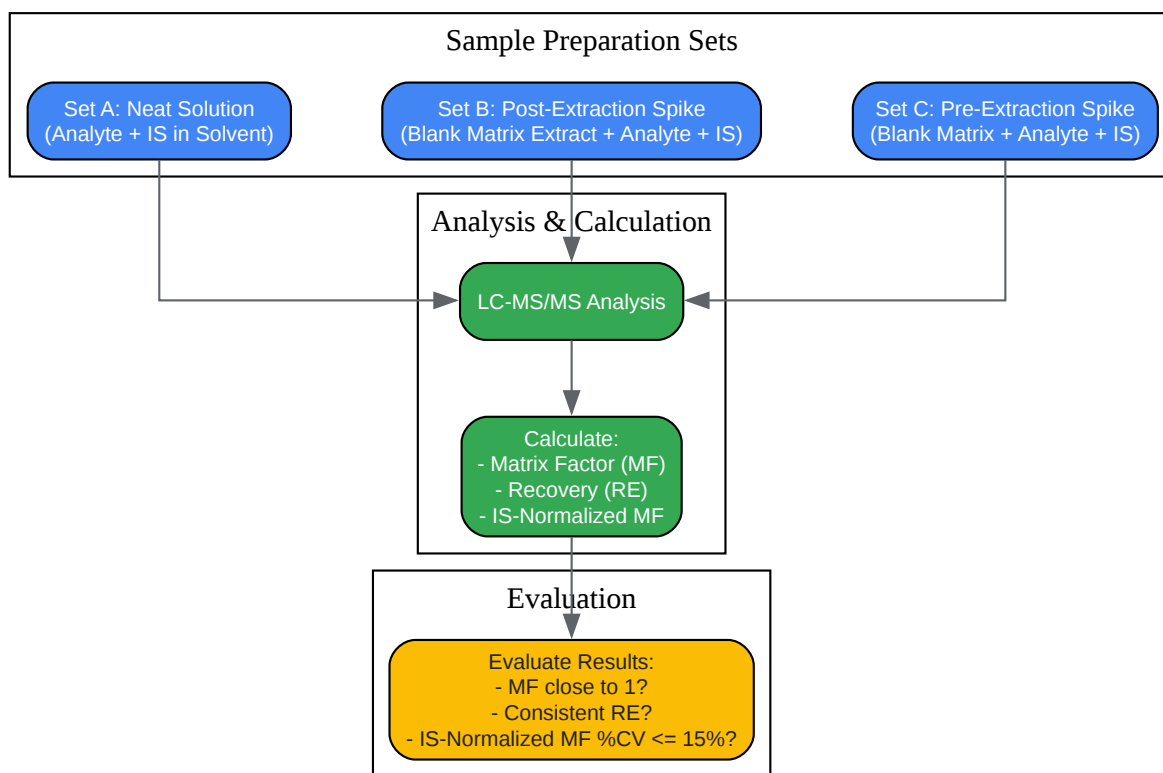 Sample Preparation Sets
Set A: Neat Solution
(Analyte + IS in Solvent)
Set B: Post-Extraction Spike
(Blank Matrix Extract + Analyte + IS)
Set C: Pre-Extraction Spike
(Blank Matrix + Analyte + IS)
Analysis & Calculation
LC-MS/MS Analysis
Calculate:
- Matrix Factor (MF)
- Recovery (RE)
- IS-Normalized MF
Evaluation
Evaluate Results:
- MF close to 1?
- Consistent RE?
- IS-Normalized MF %CV <= 15%?